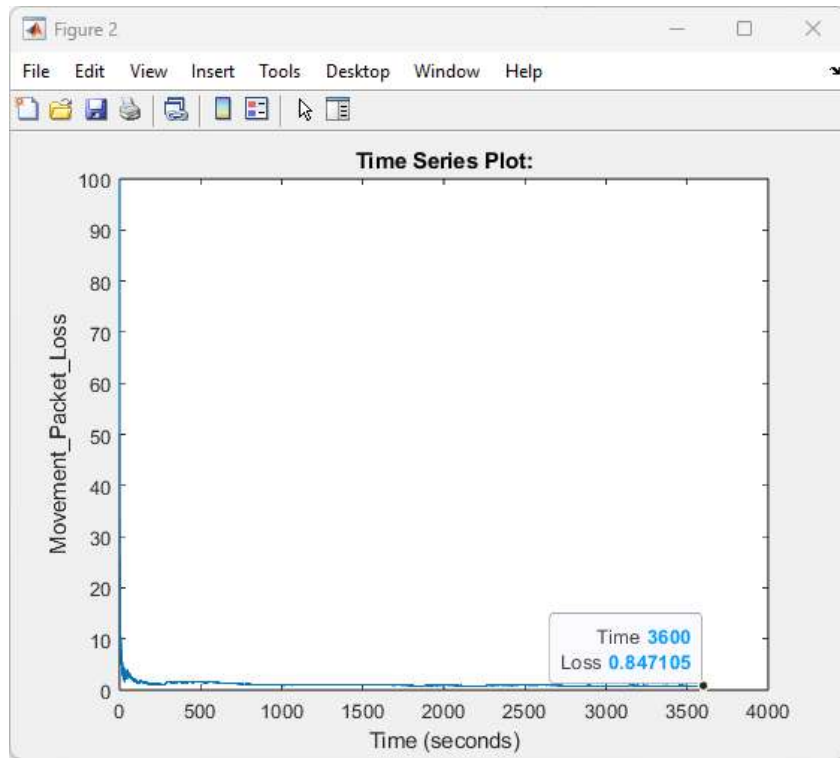 Figure 2
File Edit View Insert Tools Desktop Window Help
Time Series Plot:
100
90
80
70
60
50
40
30
20
10
0
Movement_Packet_Loss
Time 3600
Loss 0.847105
0 500 1000 1500 2000 2500 3000 3500 4000
Time (seconds)